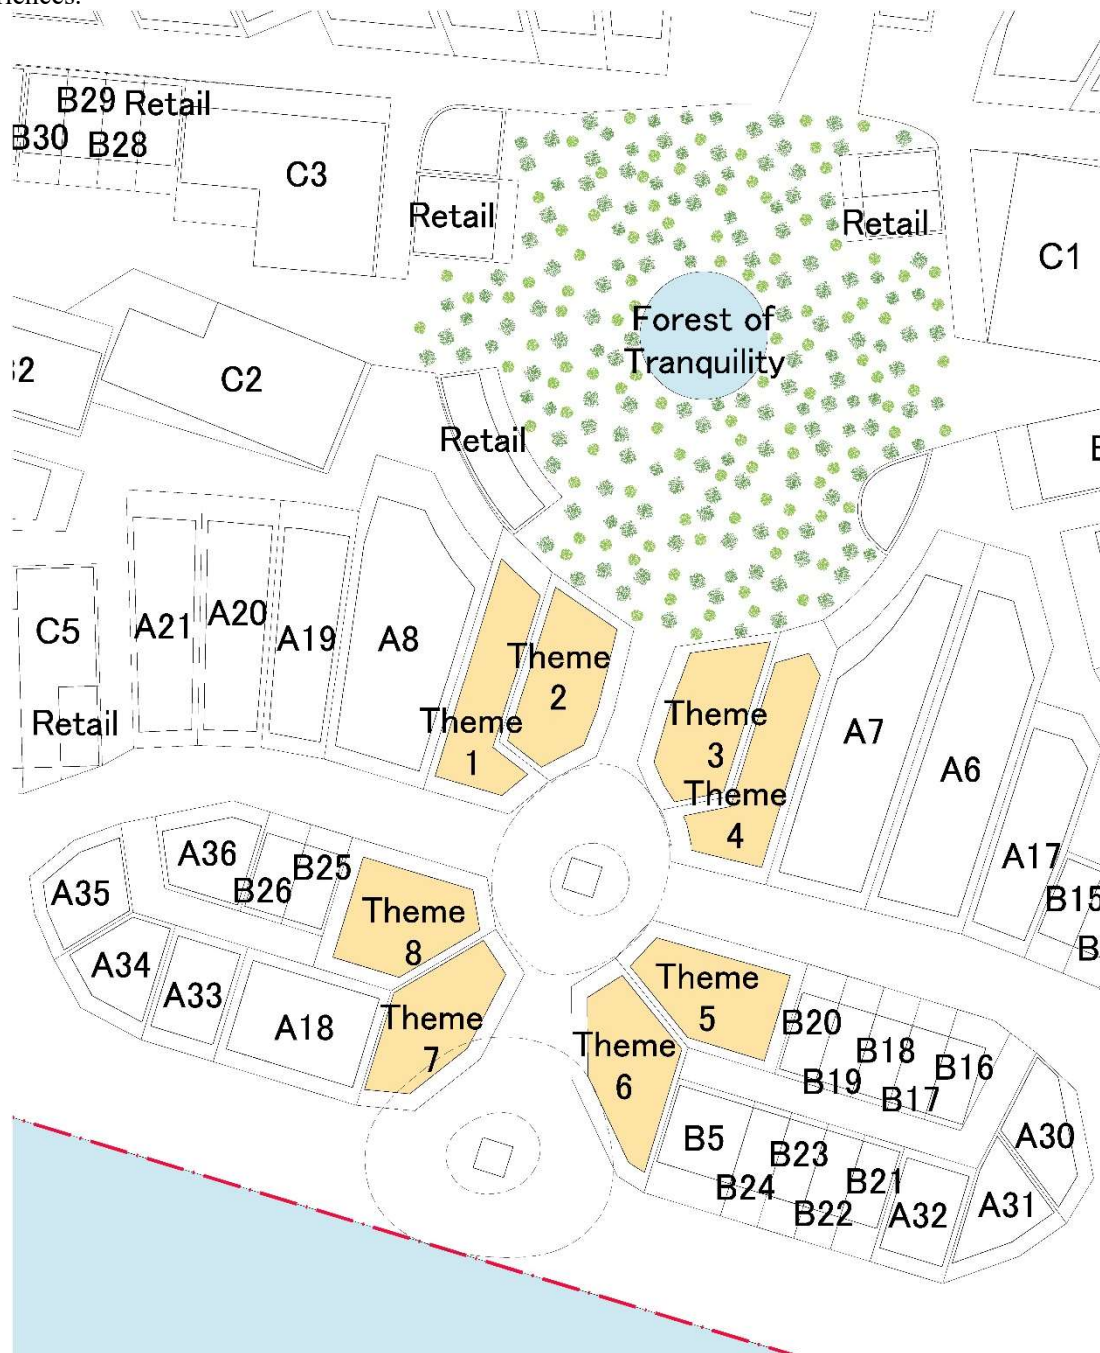 B29 Retail
B30 B28
C3
Retail
Retail
C1
Forest of
Tranquility
C2
Retail
C5
A21
A20
A19
A8
Retail
Theme
1
Theme
2
Theme
3
Theme
4
A7
A6
A17
B15
A36
B25
B26
A35
A34
A33
A18
Theme
8
Theme
7
Theme
5
Theme
6
B20
B18
B16
B19
B17
B5
B23
B24
B21
B22
A32
A30
A31